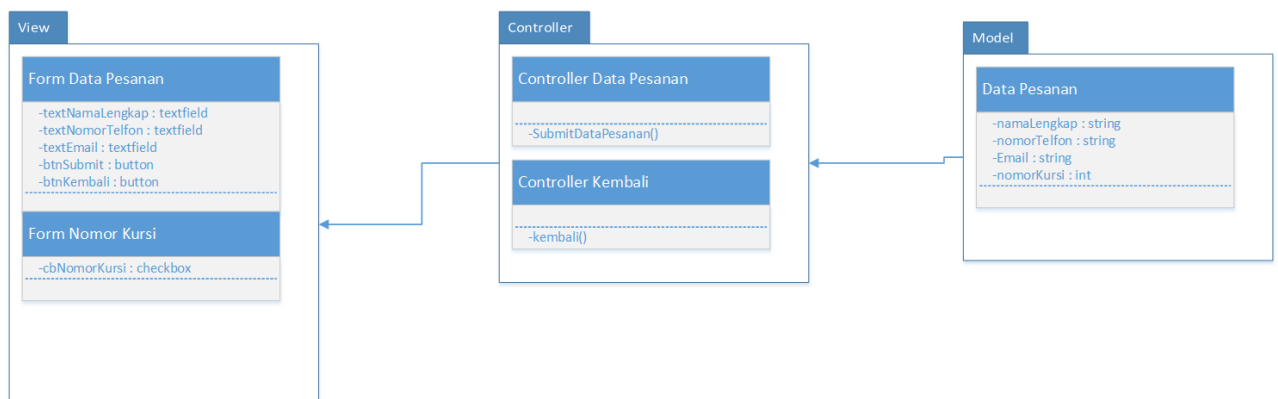 View
Form Data Pesanan
-textNamaLengkap : textfield
-textNomorTelfon : textfield
-textEmail : textfield
-btnSubmit : button
-btnKembali : button
Form Nomor Kursi
-cbNomorKursi : checkbox
Controller
Controller Data Pesanan
-SubmitDataPesanan()
Controller Kembali
-kembali()
Model
Data Pesanan
-namaLengkap : string
-nomorTelfon : string
-Email : string
-nomorKursi : int